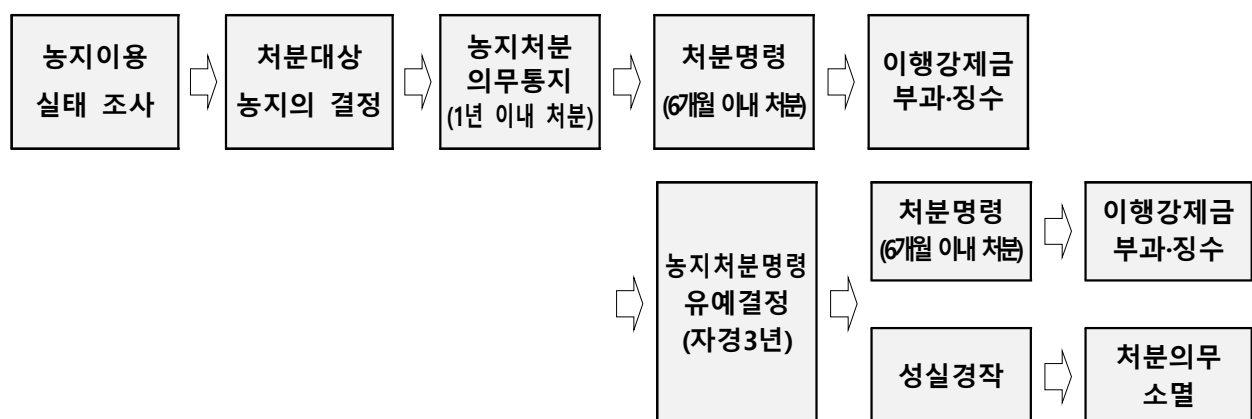 농지이용
실태 조사
처분대상
농지의 결정
농지처분
의무통지
(1년 이내 처분)
처분명령
(6개월 이내 처분)
이행강제금
부과·징수
농지처분명령
유예결정
(자경3년)
처분명령
(6개월 이내 처분)
이행강제금
부과·징수
성실경작
처분의무
소멸